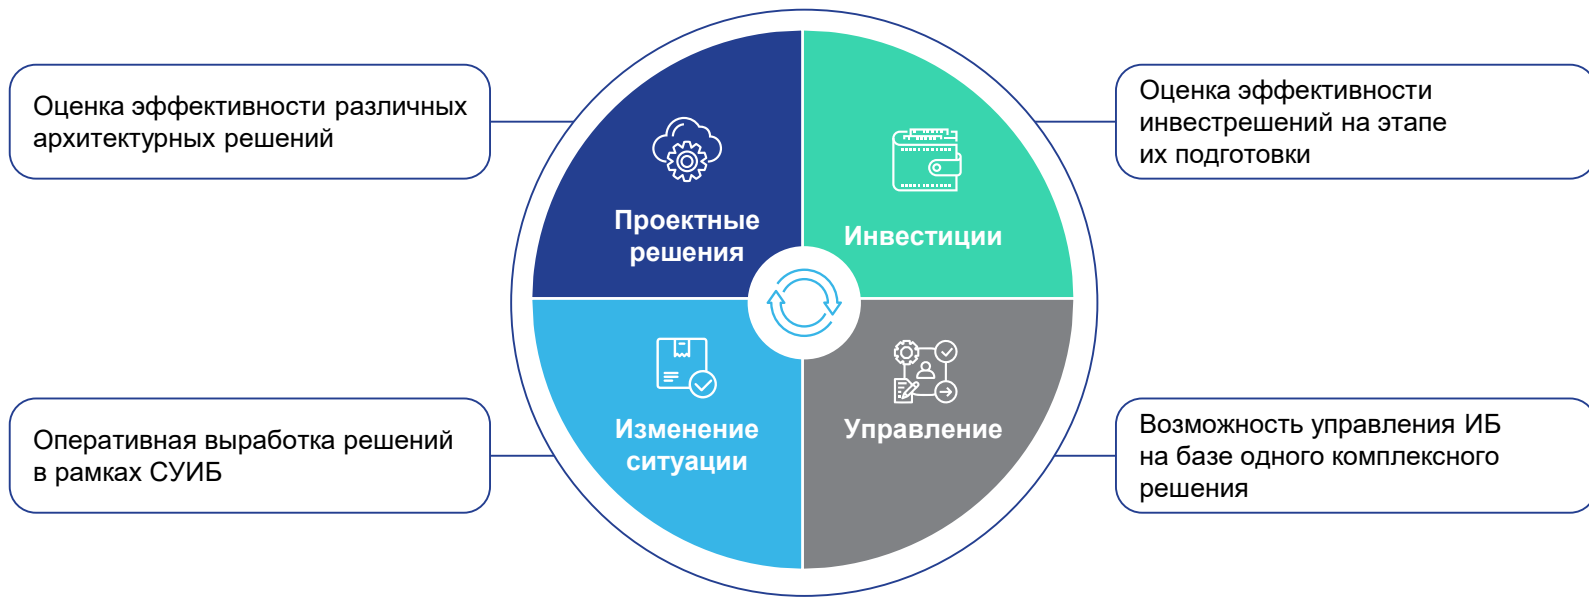 Оценка эффективности различных
архитектурных решений
Проектные
решения
Инвестиции
Оценка эффективности
инвестрешений на этапе
их подготовки
Оперативная выработка решений
в рамках СУИБ
Изменение
ситуации
Управление
Возможность управления ИБ
на базе одного комплексного
решения